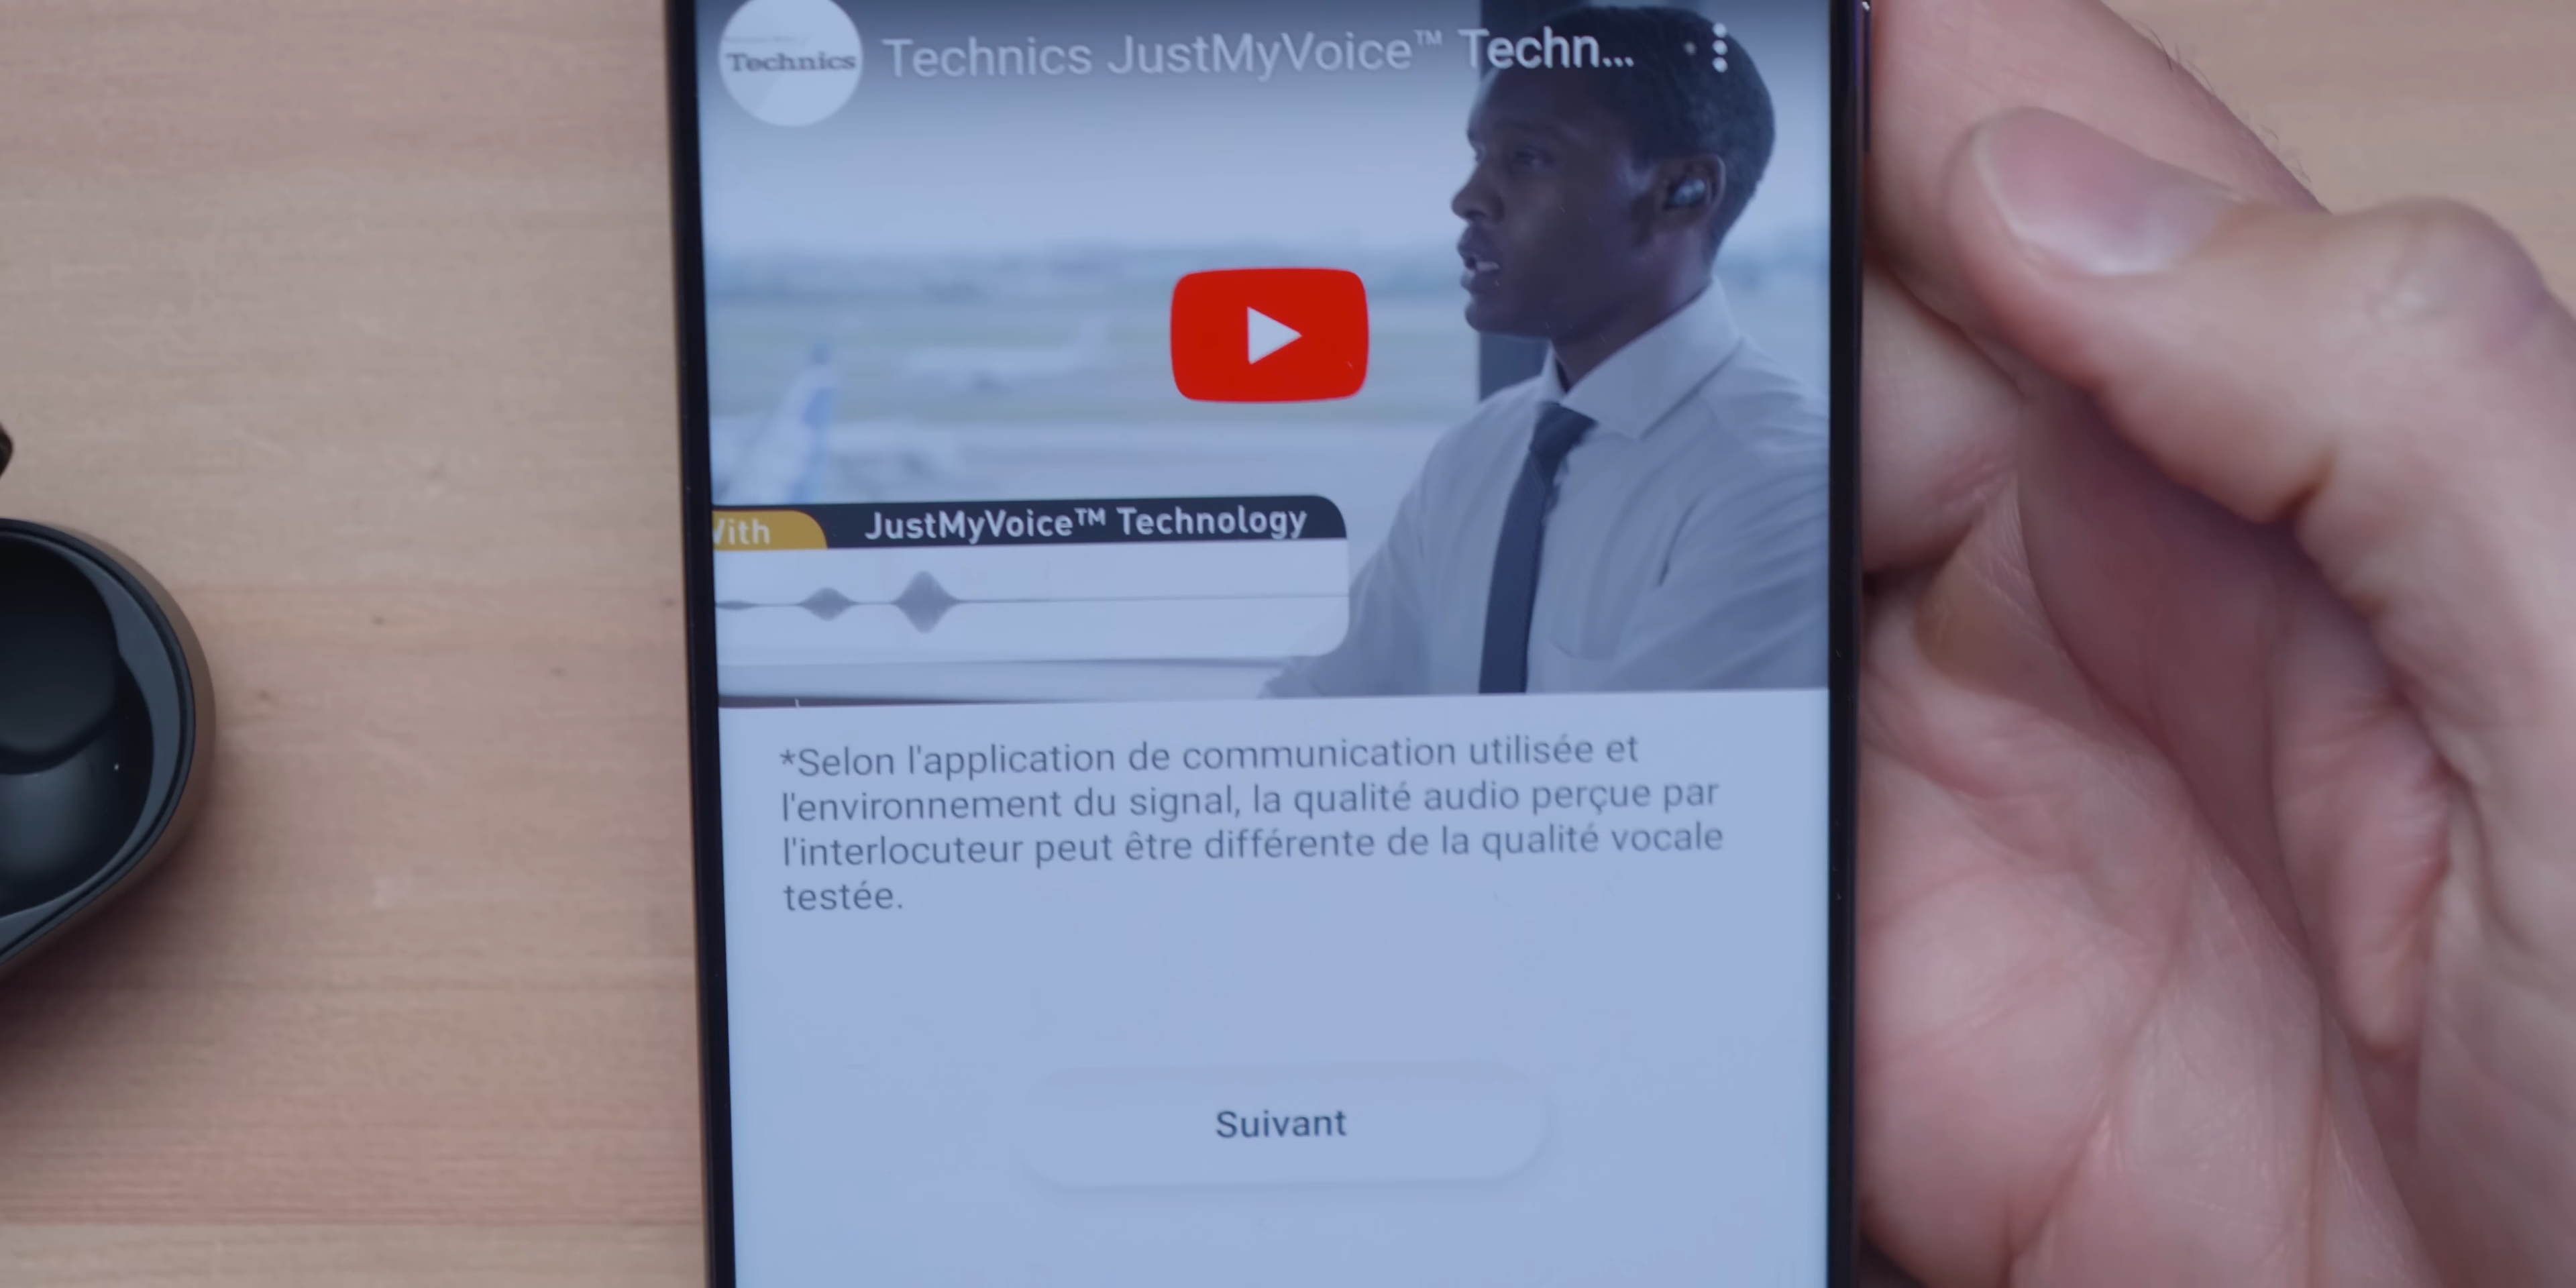 Technics
Technics JustMyVoice™ Techn...
JustMyVoice™ Technology
*Selon l'application de communication utilisée et
l'environnement du signal, la qualité audio perçue par
l'interlocuteur peut être différente de la qualité vocale
testée.
Suivant